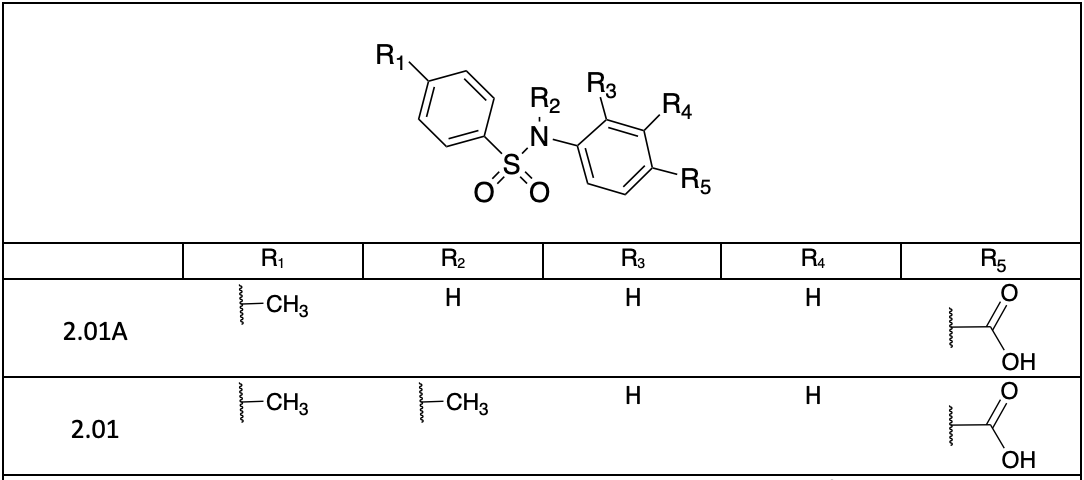 R₁
R₂
R₃
R₄
N
S
R₅
O O
R₁ R₂ R₃ R₄ R₅
2.01A CH₃ H H H O OH
2.01 CH₃ CH₃ H H O OH